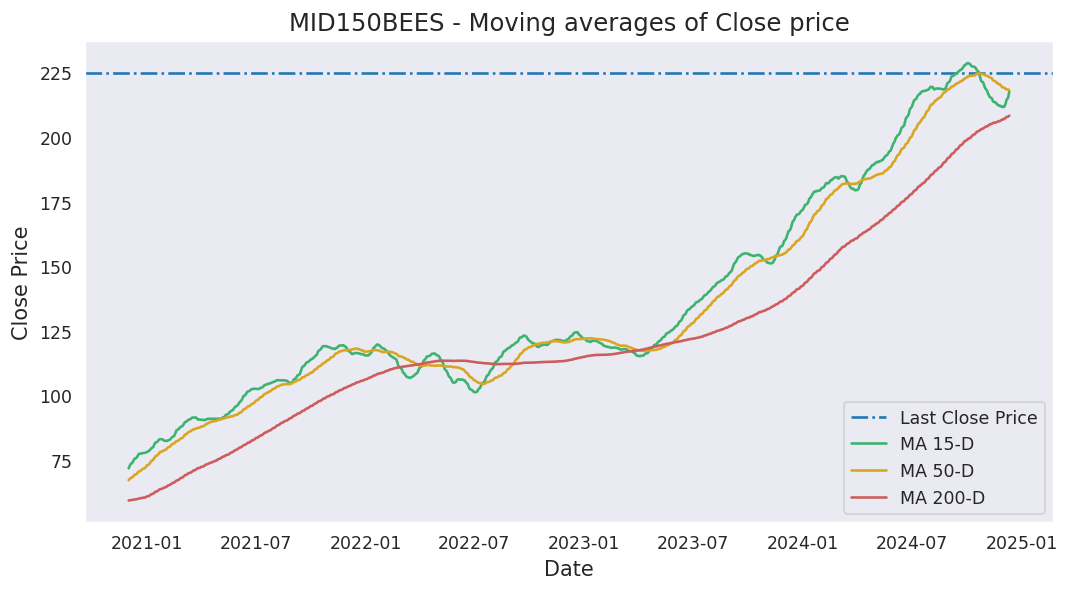 MID150BEES - Moving averages of Close price
Close Price
225
200
175
150
125
100
75
Last Close Price
MA 15-D
MA 50-D
MA 200-D
2021-01 2021-07 2022-01 2022-07 2023-01 2023-07 2024-01 2024-07 2025-01
Date